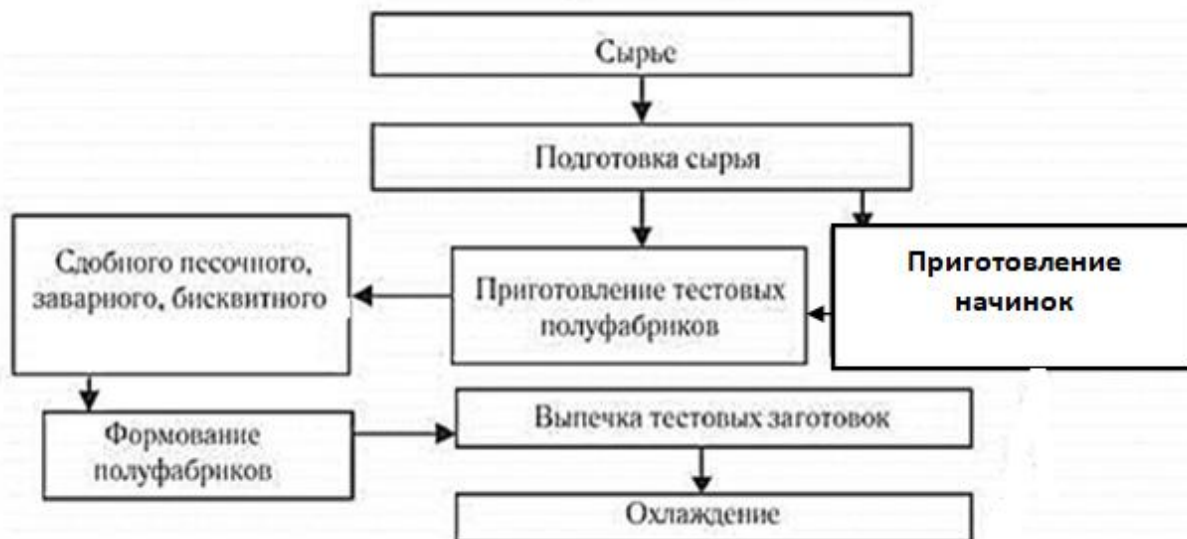 Сырье
Подготовка сырья
Сдобного песочного,
заварного, бисквитного
Приготовление тестовых
полуфабриков
Приготовление
начинок
Формование
полуфабриков
Выпечка тестовых заготовок
Охлаждение